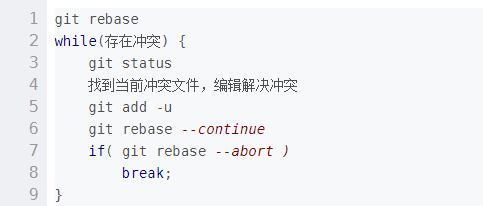 1 git rebase
2 while(存在冲突) {
3     git status
4     找到当前冲突文件，编辑解决冲突
5     git add -u
6     git rebase --continue
7     if( git rebase --abort )
8         break;
9 }